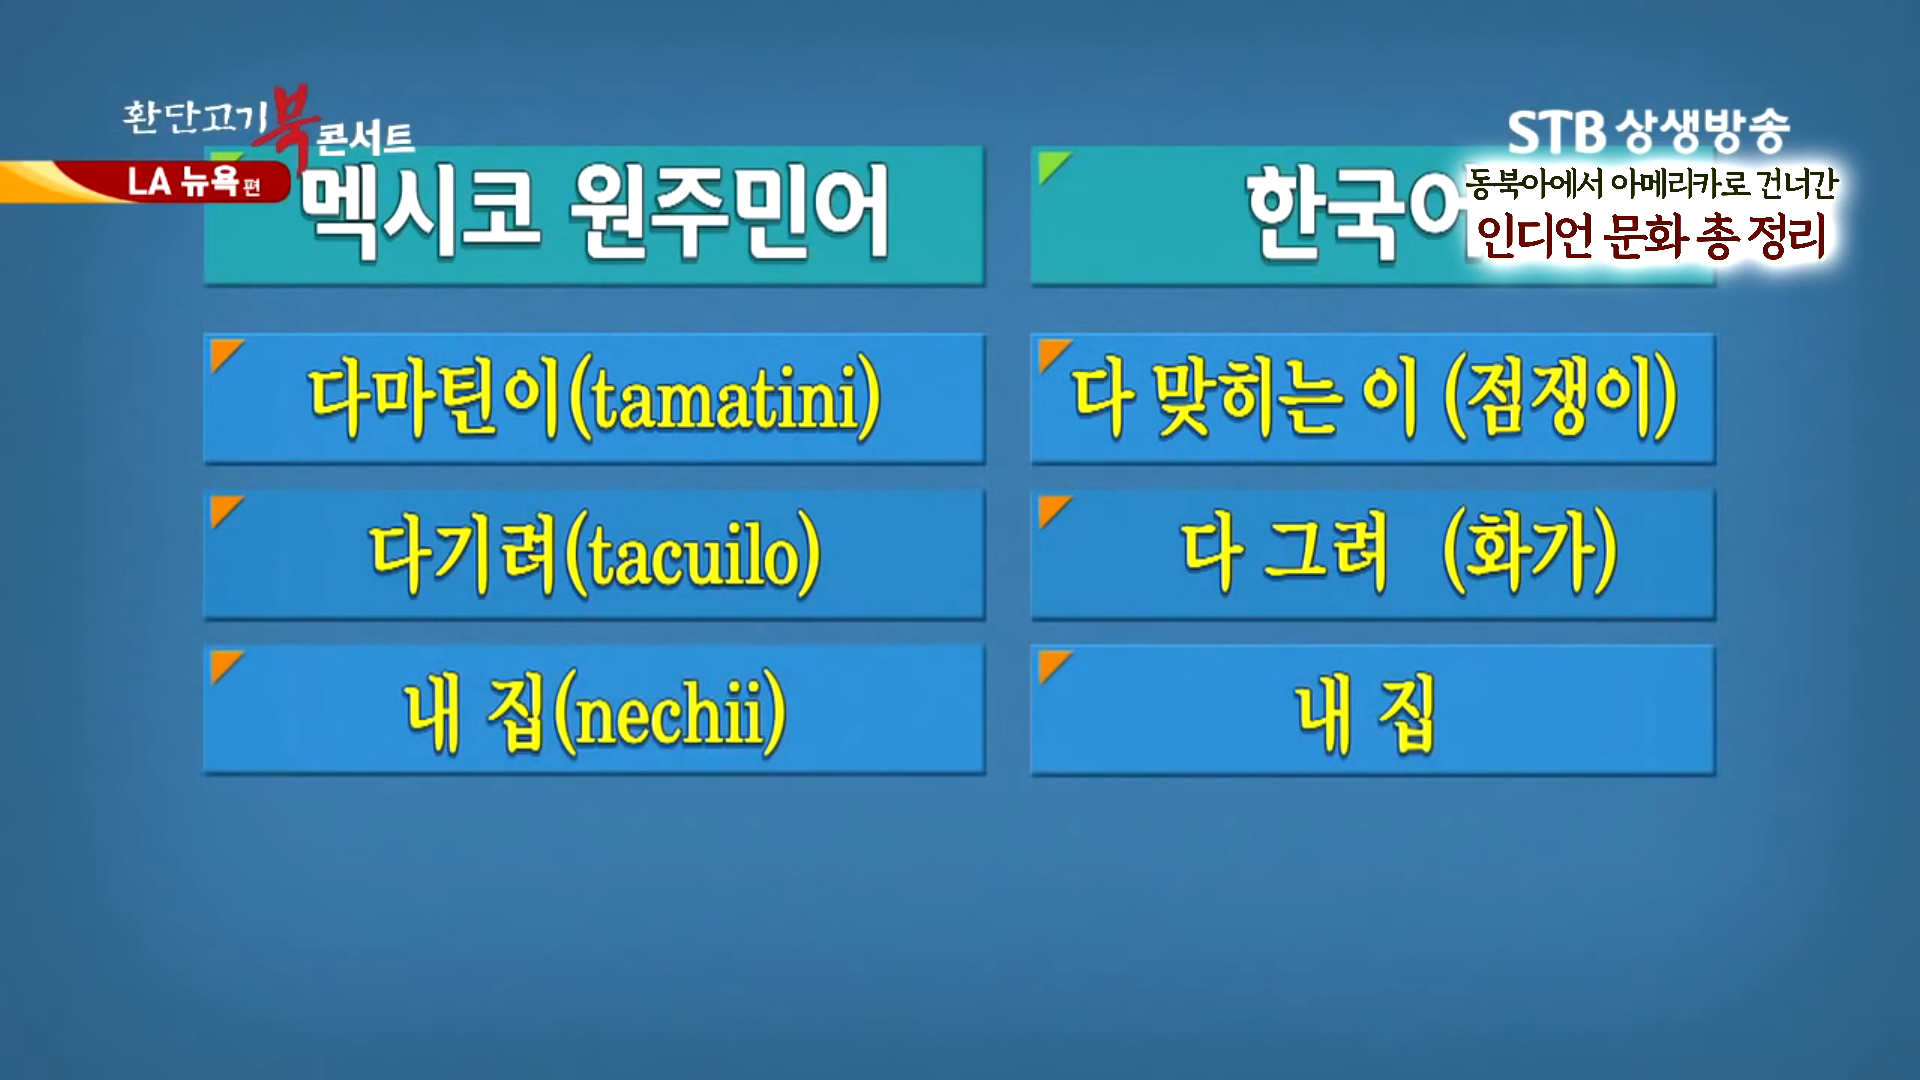 환단고기 북 콘서트
LA 뉴욕 편
STB 상생방송
동북아에서 아메리카로 건너간
인디언 문화 총 정리
멕시코 원주민어
한국어
다마틴이(tamatini)
다 맞히는 이 (점쟁이)
다기려(tacuilo)
다 그려 (화가)
내 집(nechii)
내 집